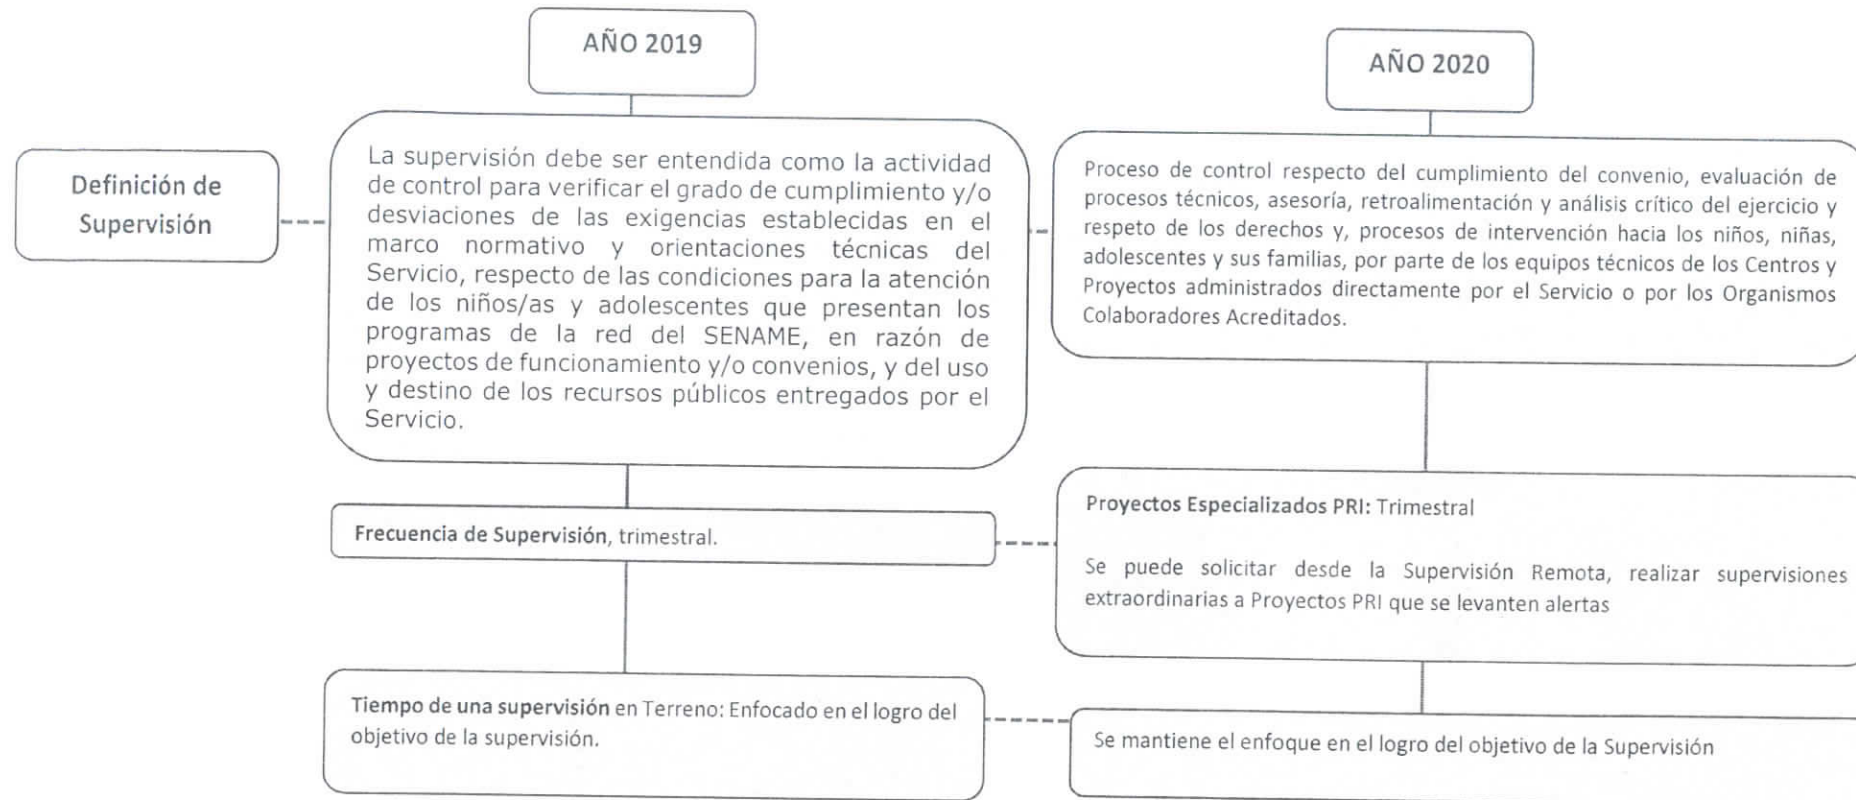 AÑO 2019
AÑO 2020
Definición de
Supervisión
La supervisión debe ser entendida como la actividad
de control para verificar el grado de cumplimiento y/o
desviaciones de las exigencias establecidas en el
marco normativo y orientaciones técnicas del
Servicio, respecto de las condiciones para la atención
de los niños/as y adolescentes que presentan los
programas de la red del SENAME, en razón de
proyectos de funcionamiento y/o convenios, y del uso
y destino de los recursos públicos entregados por el
Servicio.
Proceso de control respecto del cumplimiento del convenio, evaluación de
procesos técnicos, asesoría, retroalimentación y análisis crítico del ejercicio y
respeto de los derechos y, procesos de intervención hacia los niños, niñas,
adolescentes y sus familias, por parte de los equipos técnicos de los Centros y
Proyectos administrados directamente por el Servicio o por los Organismos
Colaboradores Acreditados.
Frecuencia de Supervisión, trimestral.
Proyectos Especializados PRI: Trimestral
Se puede solicitar desde la Supervisión Remota, realizar supervisiones
extraordinarias a Proyectos PRI que se levanten alertas
Tiempo de una supervisión en Terreno: Enfocado en el logro del
objetivo de la supervisión.
Se mantiene el enfoque en el logro del objetivo de la Supervisión